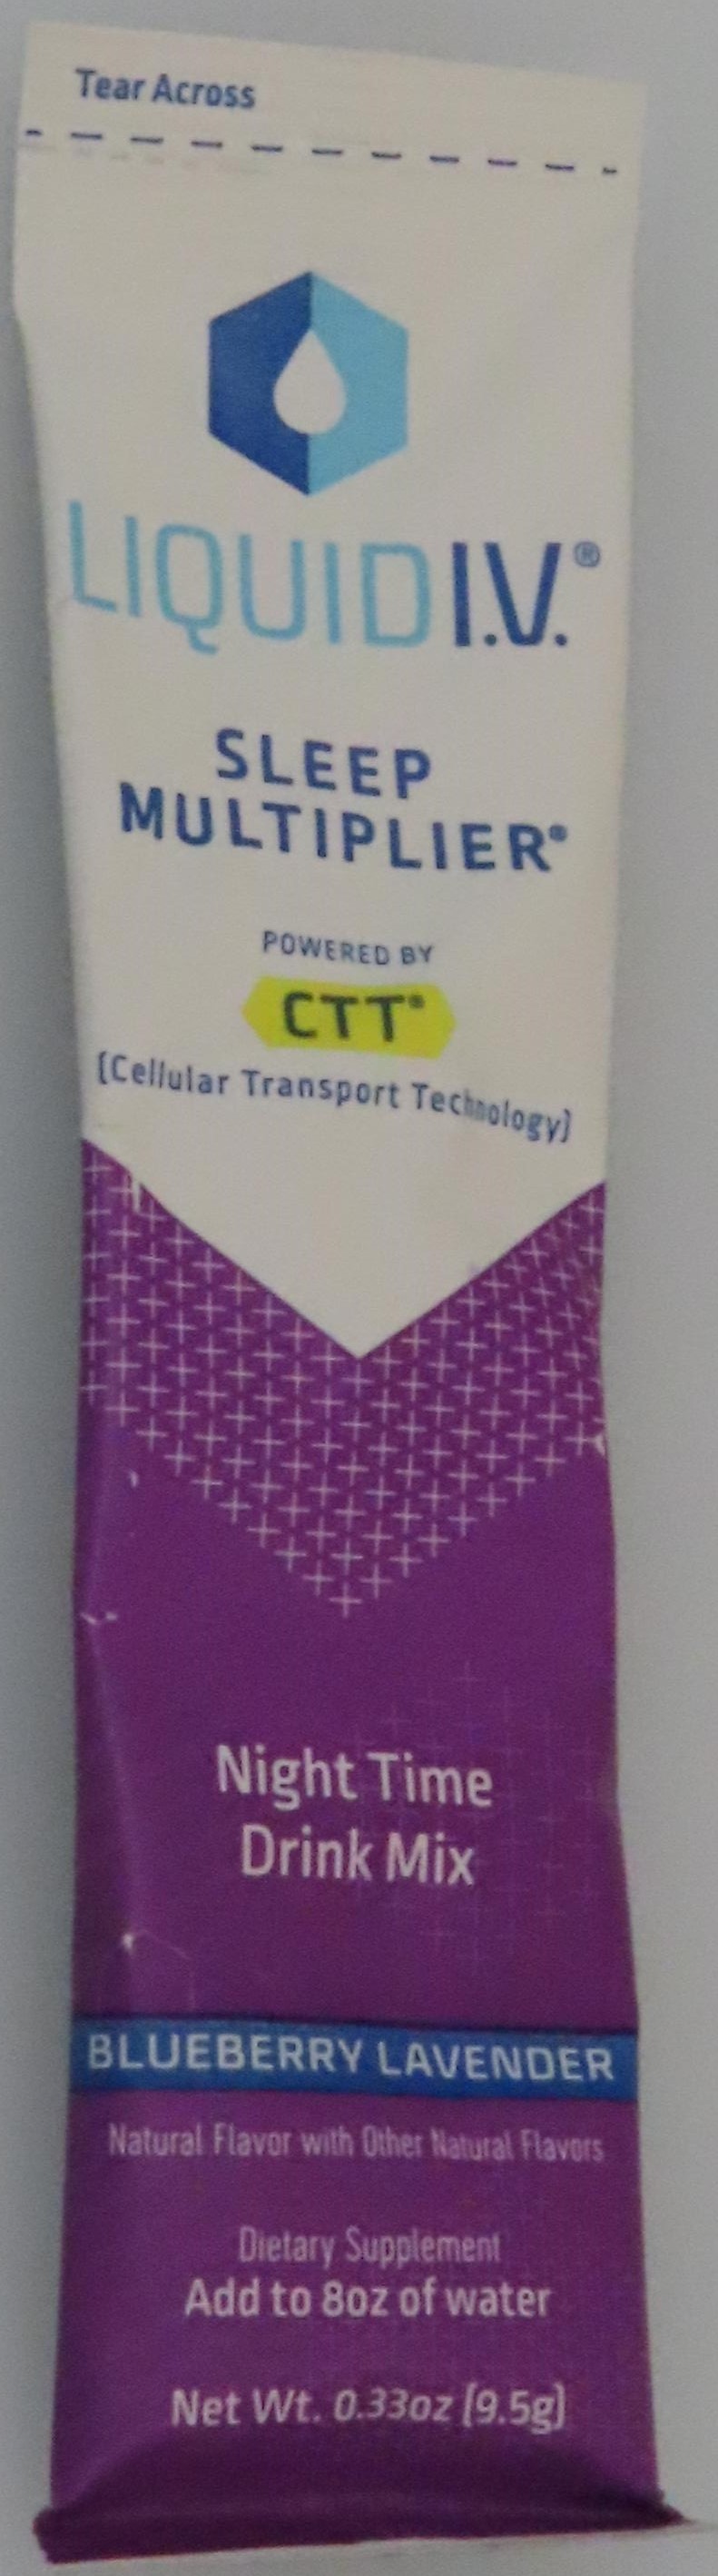 Tear Across
LIQUID I.V.®
SLEEP
MULTIPLIER®
POWERED BY
CTT®
(Cellular Transport Technology)
Night Time
Drink Mix
BLUEBERRY LAVENDER
Natural Flavor with Other Natural Flavors
Dietary Supplement
Add to 8oz of water
Net Wt. 0.33oz (9.5g)